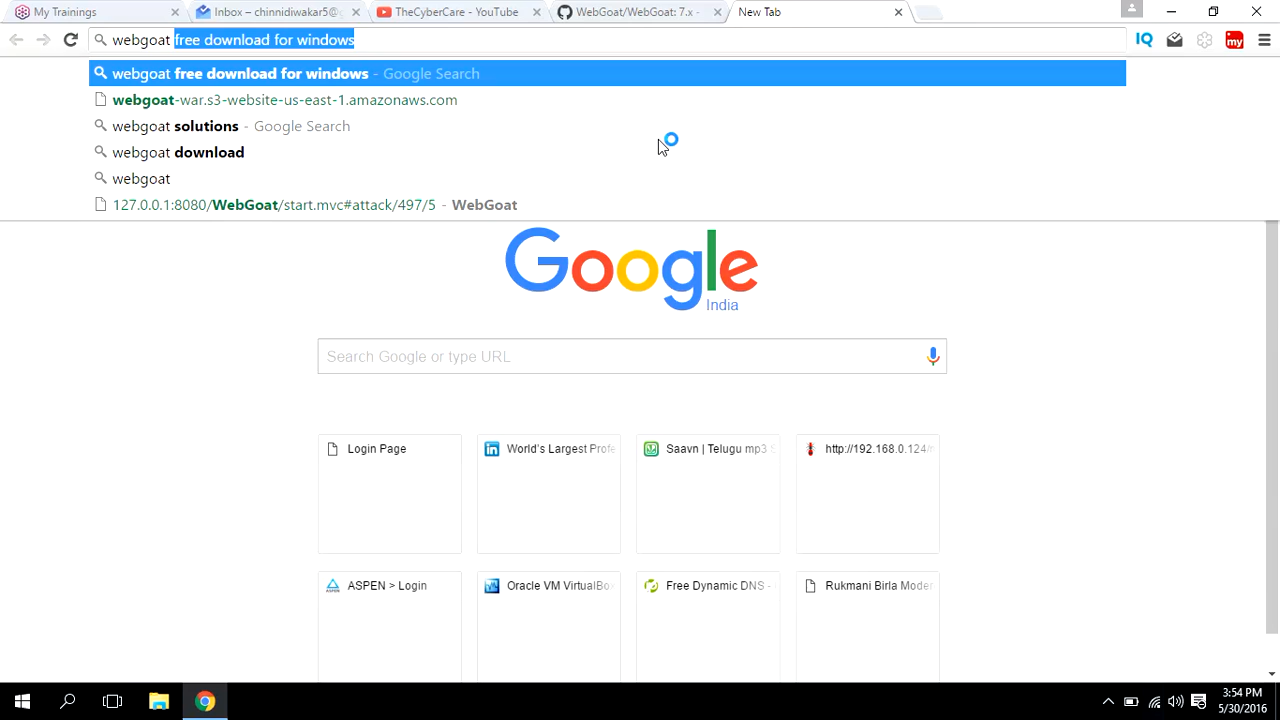 My Trainings
Inbox – chinnidiwakar5@g
TheCyberCare - YouTube
WebGoat/WebGoat: 7.x -
New Tab
webgoat free download for windows
IQ
my
webgoat free download for windows - Google Search
webgoat-war.s3-website-us-east-1.amazonaws.com
webgoat solutions - Google Search
webgoat download
webgoat
127.0.0.1:8080/WebGoat/start.mvc#attack/497/5 - WebGoat
Google
India
Search Google or type URL
Login Page
World's Largest Profe
Saavn | Telugu mp3 S
http://192.168.0.124/m
ASPEN > Login
Oracle VM VirtualBo
Free Dynamic DNS -
Rukmani Birla Moder
3:54 PM
5/30/2016